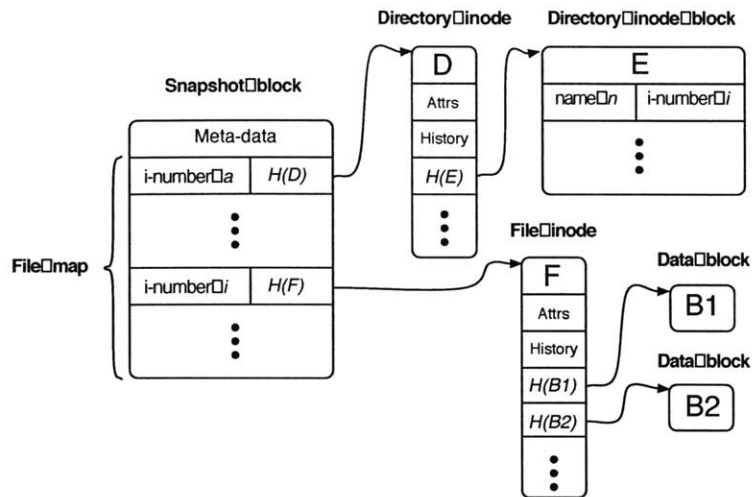 Directory□inode
Directory□inode□block
D
E
Snapshot□block
Attrs
name□n
i-number□i
Meta-data
History
i-number□a
H(D)
H(E)
File□inode
File□map
Data□block
i-number□i
H(F)
F
B1
Attrs
History
Data□block
H(B1)
B2
H(B2)